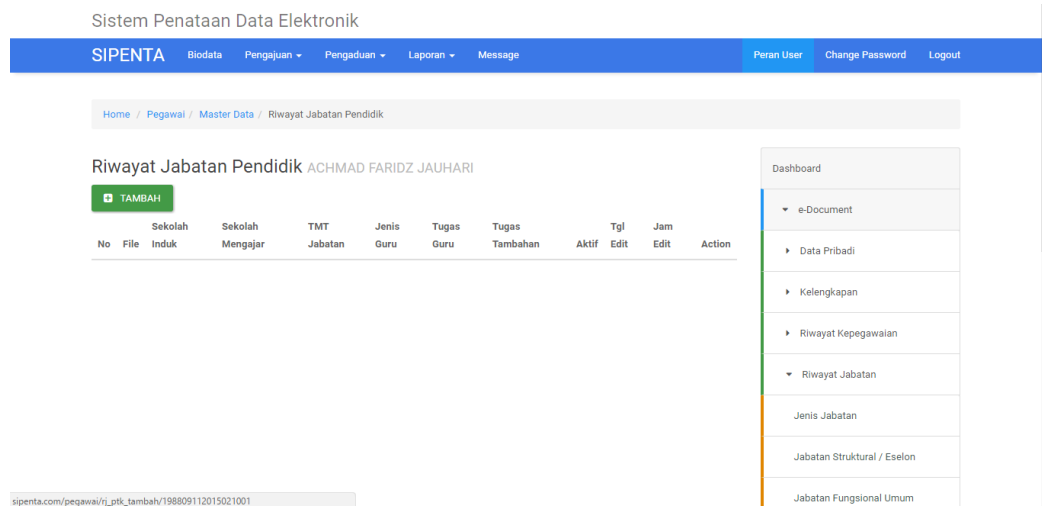 Sistem Penataan Data Elektronik
SIPENTA Biodata Pengajuan Pengaduan Laporan Message Peran User Change Password Logout
Home / Pegawai / Master Data / Riwayat Jabatan Pendidik
Riwayat Jabatan Pendidik ACHMAD FARIDZ JAUHARI
TAMBAH
No File Sekolah Induk Sekolah Mengajar TMT Jabatan Jenis Guru Tugas Guru Tugas Tambahan Aktif Tgl Edit Jam Edit Action
Dashboard
e-Document
Data Pribadi
Kelengkapan
Riwayat Kepegawaian
Riwayat Jabatan
Jenis Jabatan
Jabatan Struktural / Eselon
Jabatan Fungsional Umum
sipenta.com/pegawai/rj_ptk_tambah/198809112015021001